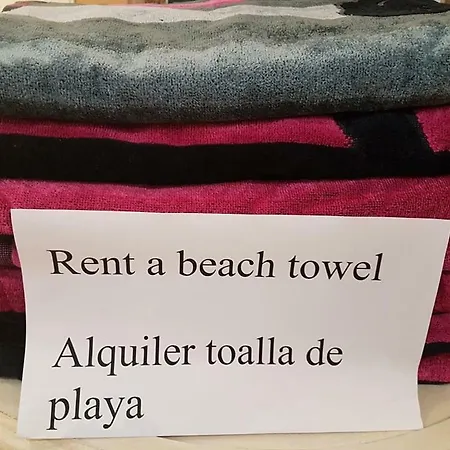 Rent a beach towel
Alquiler toalla de
playa